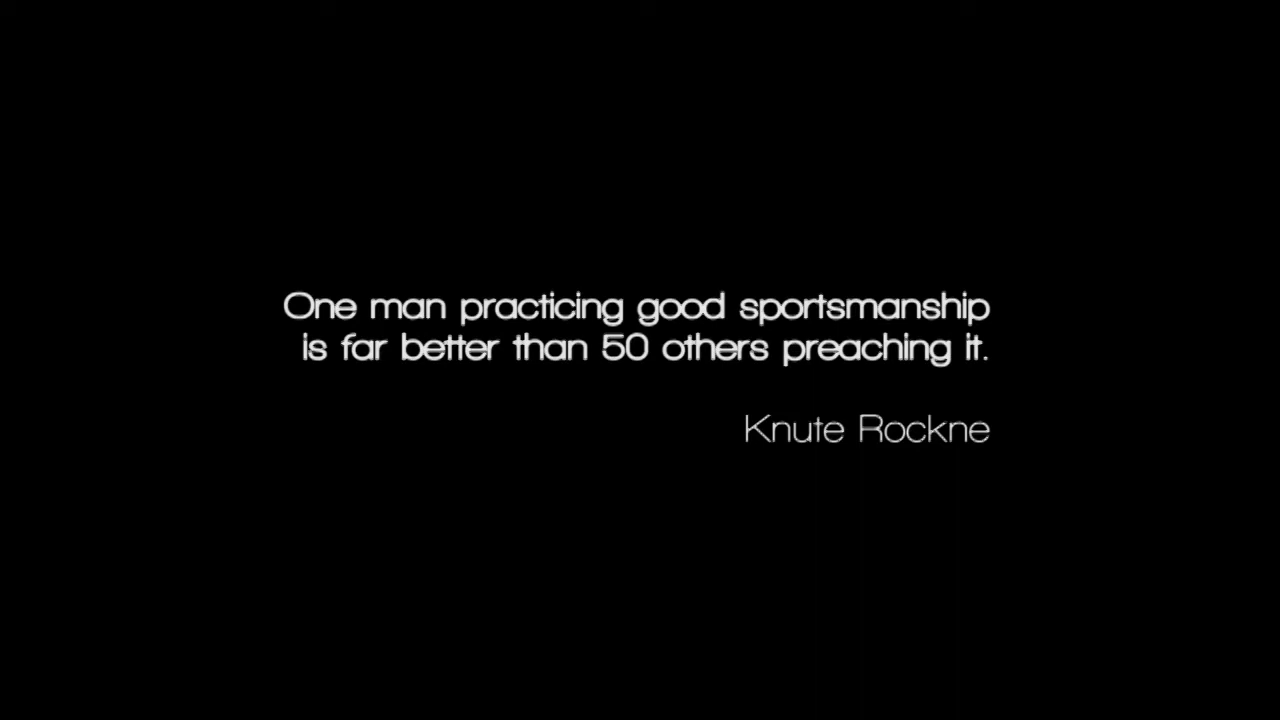 One man practicing good sportsmanship
is far better than 50 others preaching it.
Knute Rockne